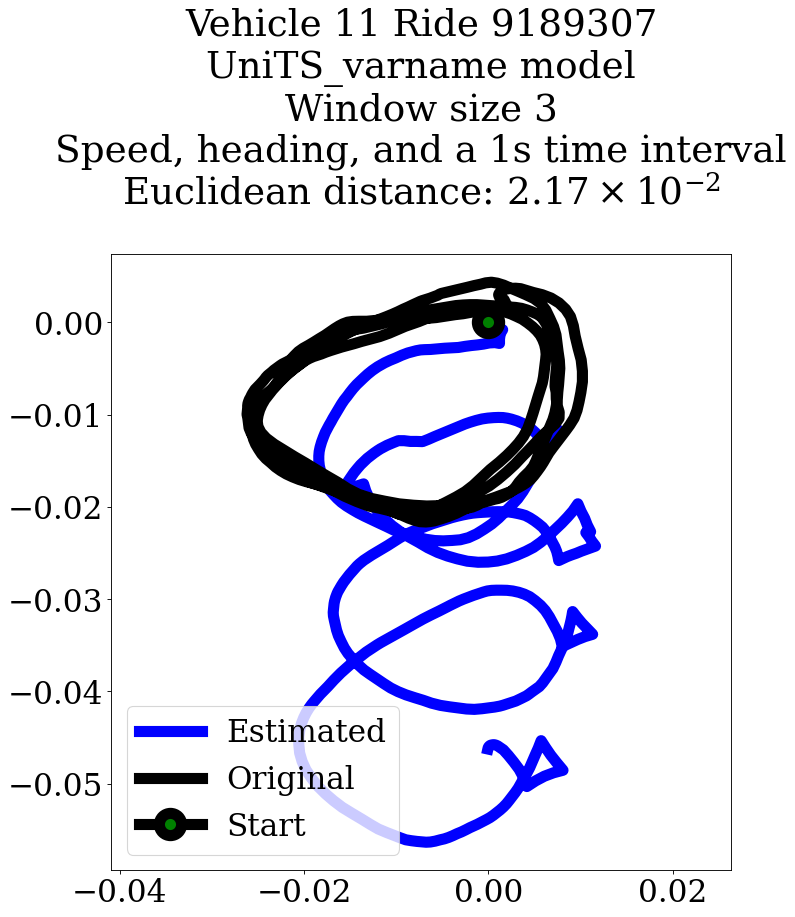 Vehicle 11 Ride 9189307
UniTS_varname model
Window size 3
Speed, heading, and a 1s time interval
Euclidean distance: 2.17 × 10⁻²
0.00
−0.01
−0.02
−0.03
−0.04
−0.05
Estimated
Original
Start
−0.04 −0.02 0.00 0.02